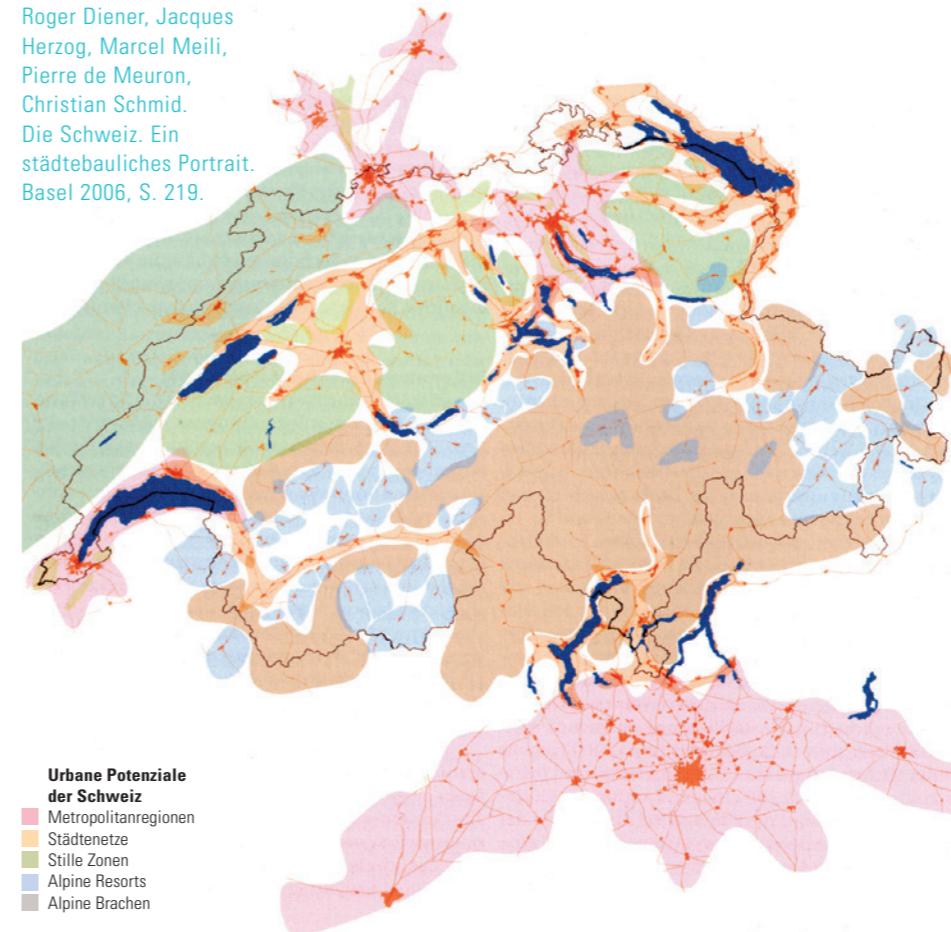 Roger Diener, Jacques
Herzog, Marcel Meili,
Pierre de Meuron,
Christian Schmid.
Die Schweiz. Ein
städtebauliches Portrait.
Basel 2006, S. 219.
Urbane Potenziale
der Schweiz
Metropolitanregionen
Städtenetze
Stille Zonen
Alpine Resorts
Alpine Brachen